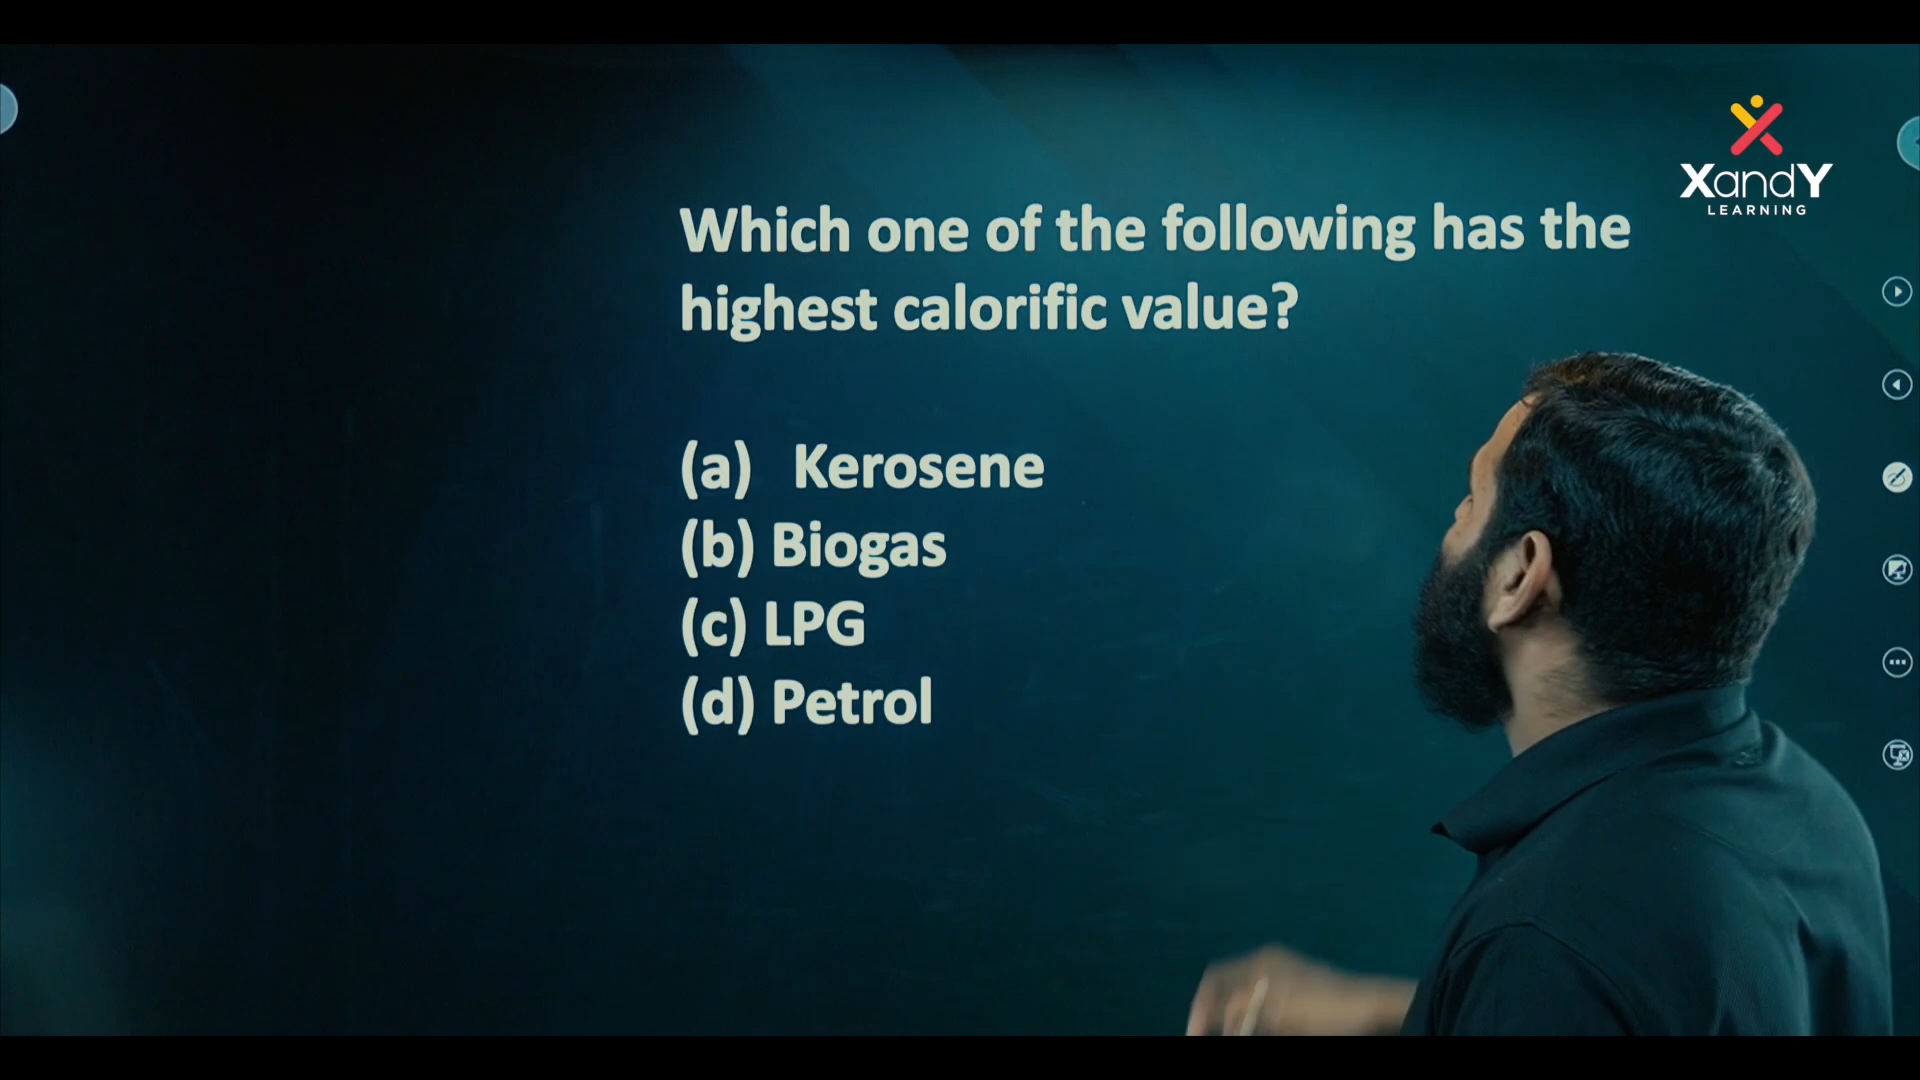 XandY
LEARNING
Which one of the following has the
highest calorific value?
(a) Kerosene
(b) Biogas
(c) LPG
(d) Petrol